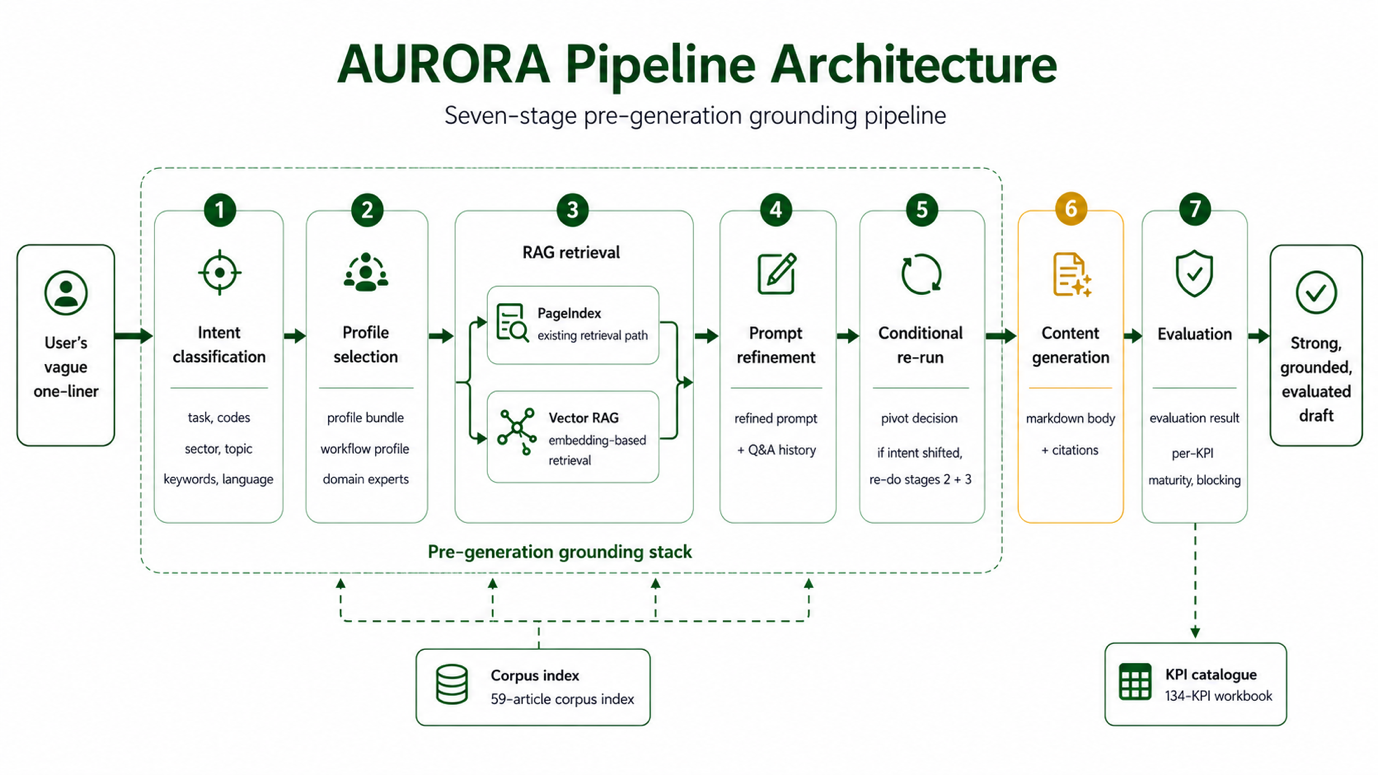 AURORA Pipeline Architecture
Seven-stage pre-generation grounding pipeline
User's
vague
one-liner
1
Intent
classification
task, codes
sector, topic
keywords, language
2
Profile
selection
profile bundle
workflow profile
domain experts
3
RAG retrieval
PageIndex
existing retrieval path
Vector RAG
embedding-based
retrieval
4
Prompt
refinement
refined prompt
+ Q&A history
5
Conditional
re-run
pivot decision
if intent shifted,
re-do stages 2 + 3
6
Content
generation
markdown body
+ citations
7
Evaluation
evaluation result
per-KPI
maturity, blocking
Strong,
grounded,
evaluated
draft
Pre-generation grounding stack
Corpus index
59-article corpus index
KPI catalogue
134-KPI workbook